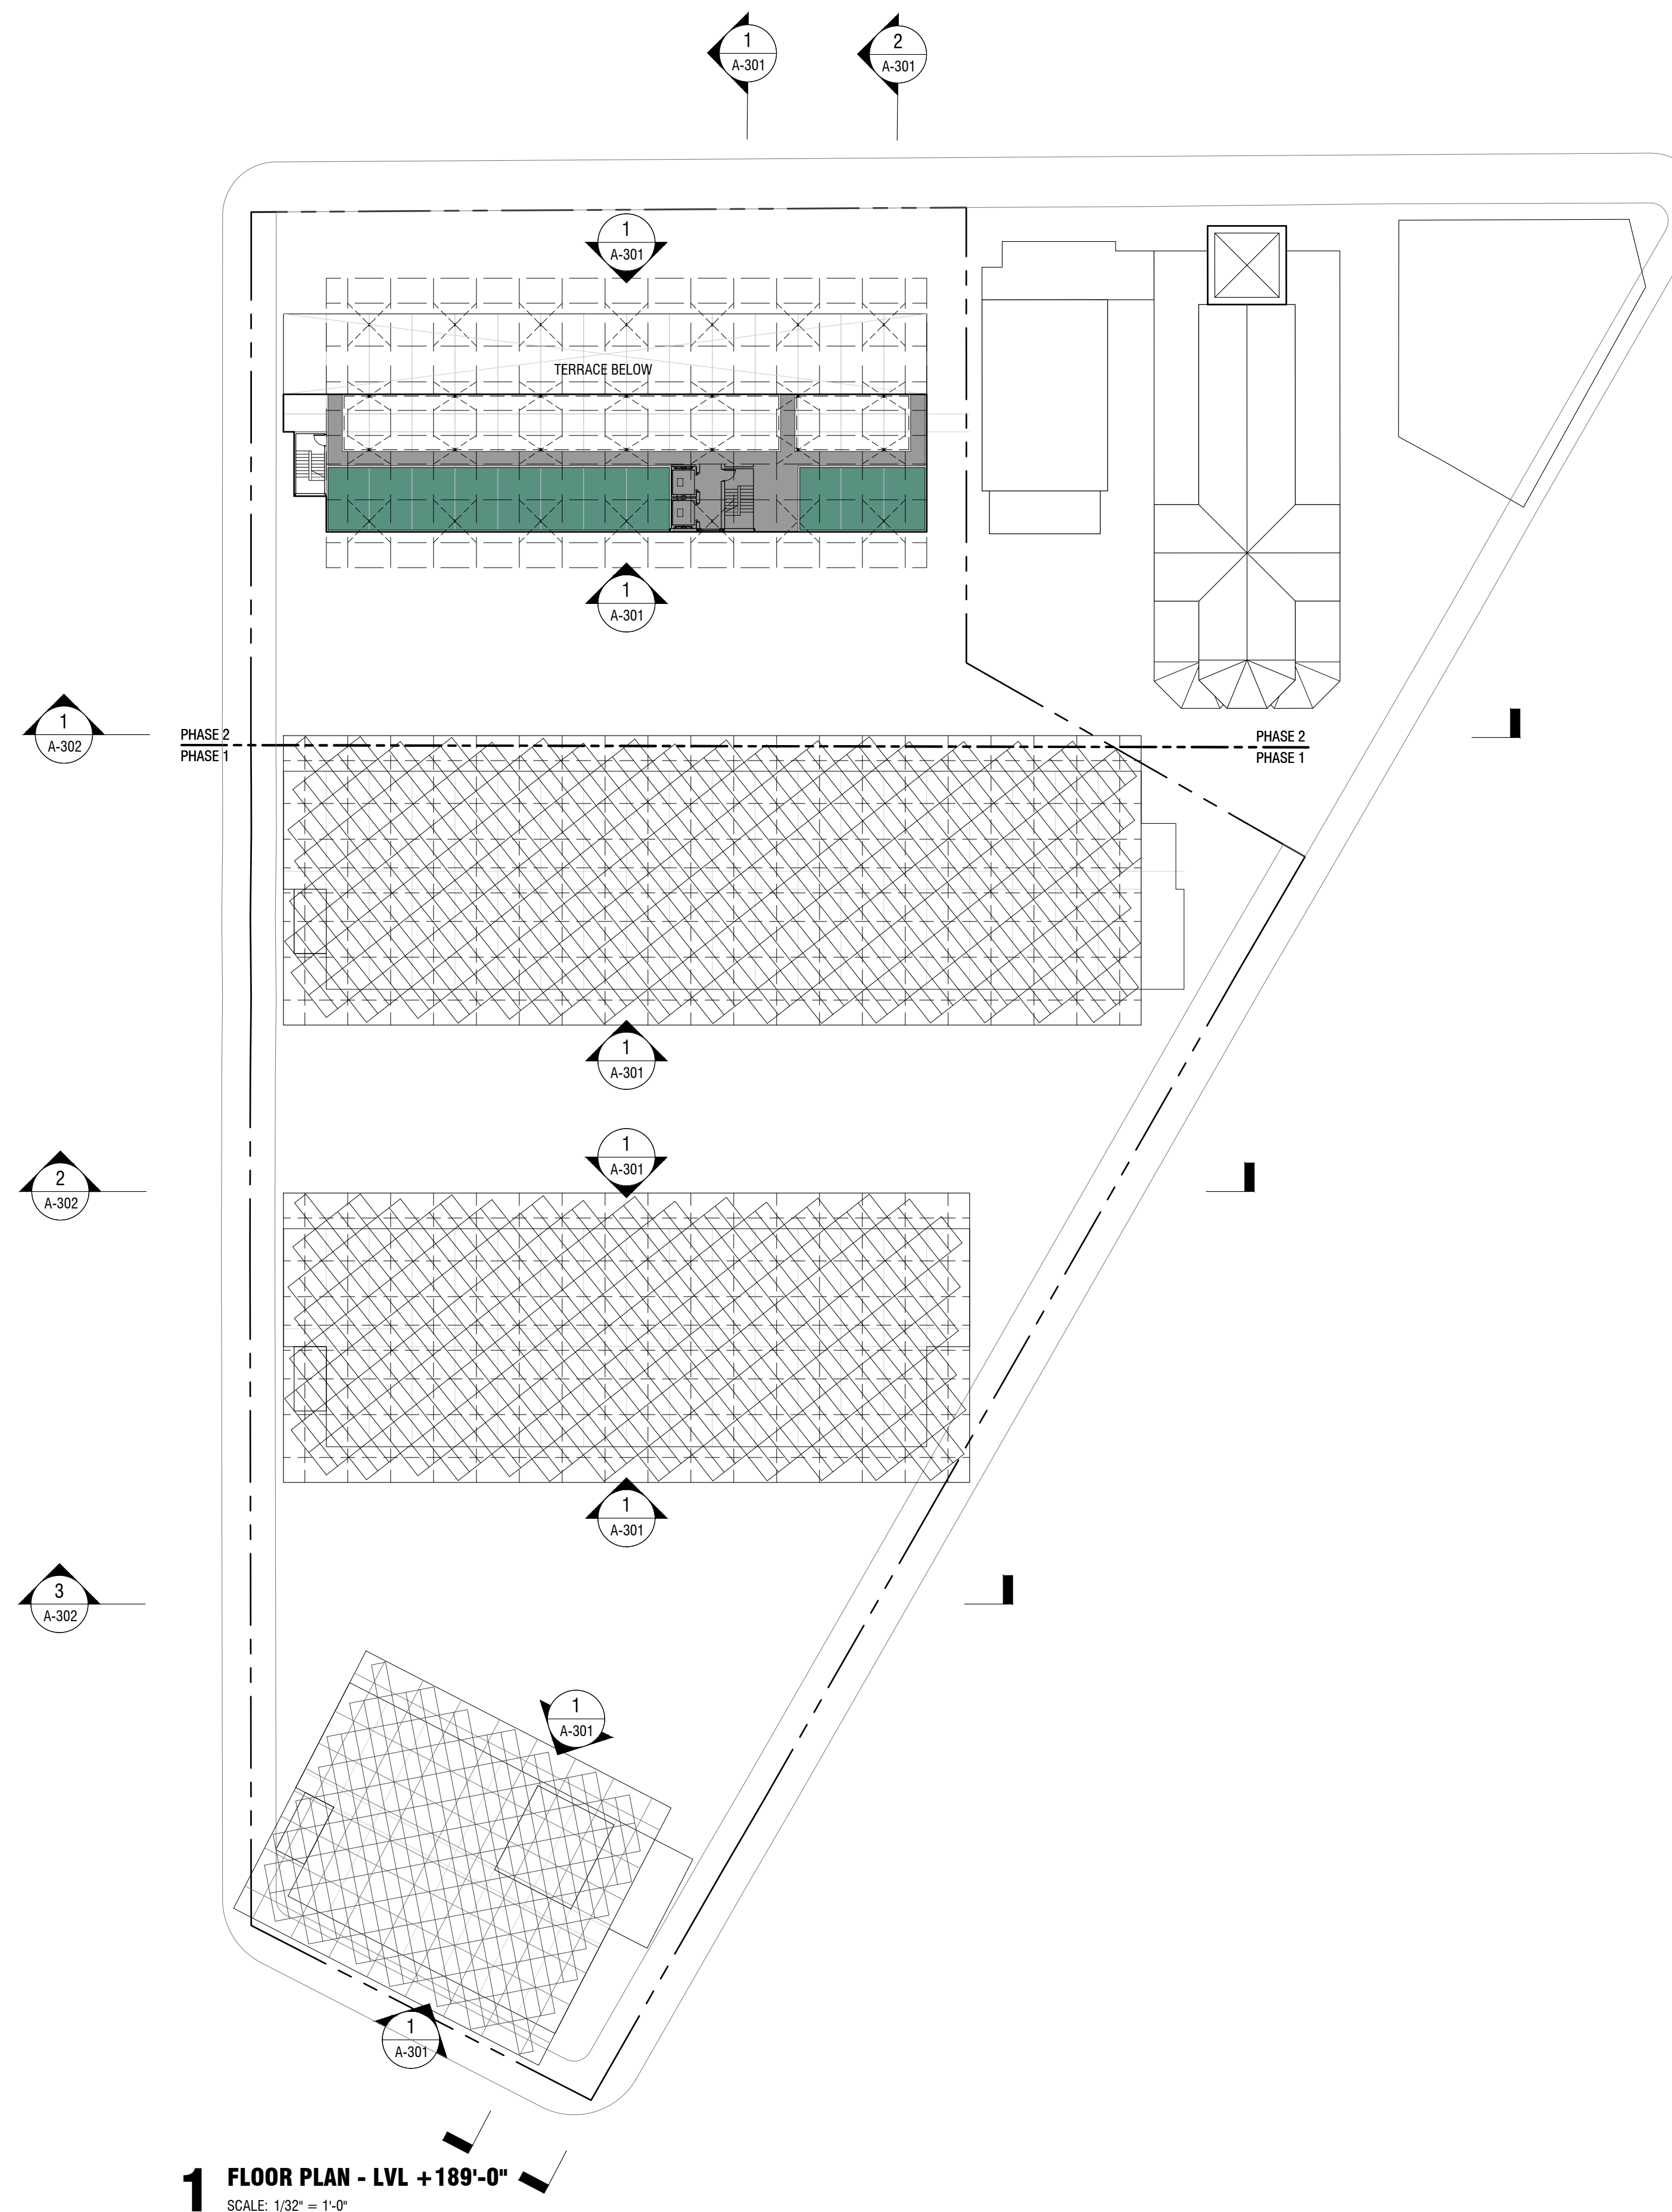 1
A-301
2
A-301
1
A-301
TERRACE BELOW
1
A-301
1
A-302
PHASE 2
PHASE 1
PHASE 2
PHASE 1
1
A-301
1
A-301
2
A-302
1
A-301
3
A-302
1
A-301
1
A-301
1 FLOOR PLAN - LVL +189'-0"
SCALE: 1/32" = 1'-0"